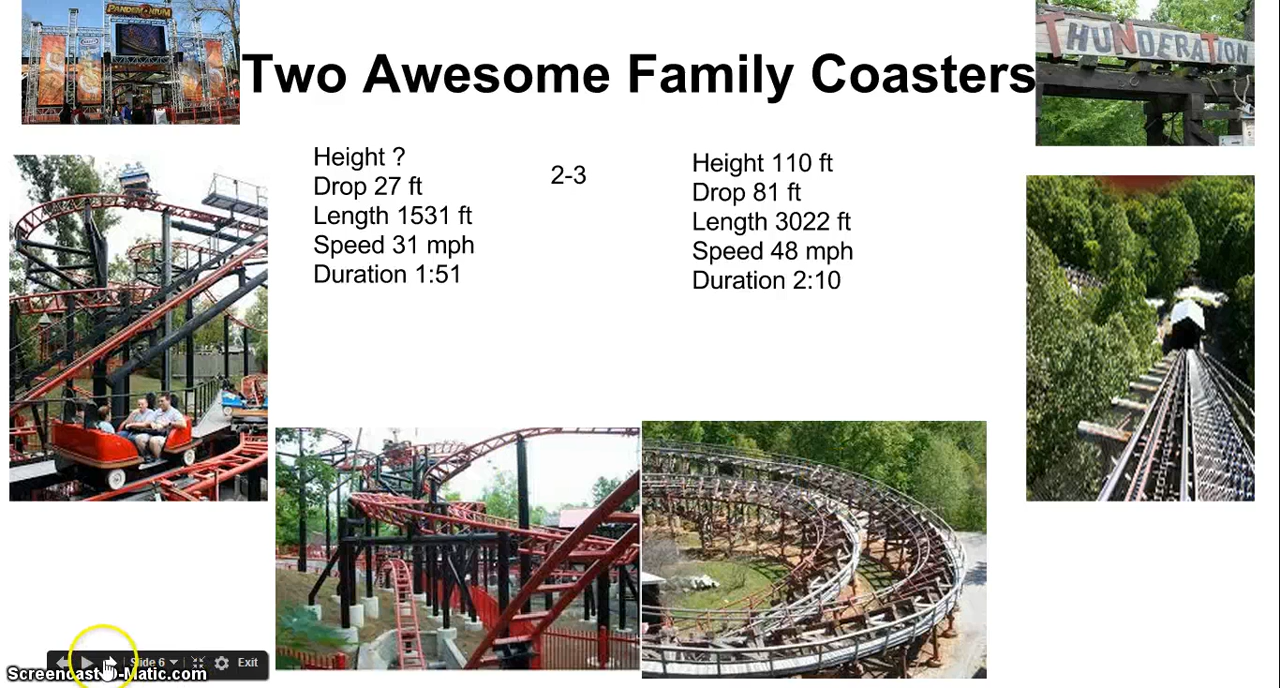 PANDEMONIUM
Two Awesome Family Coasters
THUNDERATION
Height ?
Drop 27 ft
Length 1531 ft
Speed 31 mph
Duration 1:51
2-3
Height 110 ft
Drop 81 ft
Length 3022 ft
Speed 48 mph
Duration 2:10
Slide 6
Exit
Screencast-O-Matic.com